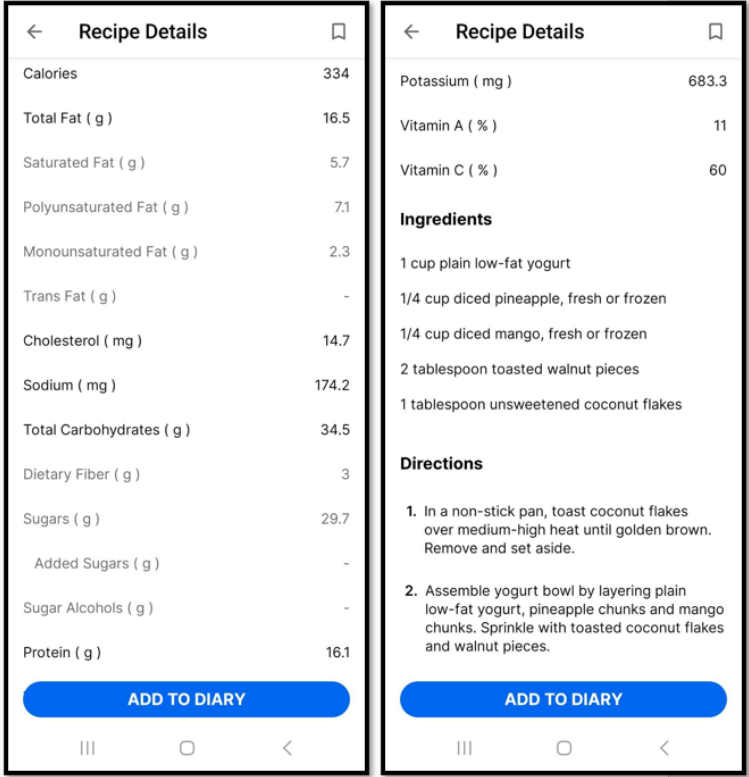 Recipe Details
Calories 334
Total Fat ( g ) 16.5
Saturated Fat ( g ) 5.7
Polyunsaturated Fat ( g ) 7.1
Monounsaturated Fat ( g ) 2.3
Trans Fat ( g ) -
Cholesterol ( mg ) 14.7
Sodium ( mg ) 174.2
Total Carbohydrates ( g ) 34.5
Dietary Fiber ( g ) 3
Sugars ( g ) 29.7
Added Sugars ( g ) -
Sugar Alcohols ( g ) -
Protein ( g ) 16.1
ADD TO DIARY
Recipe Details
Potassium ( mg ) 683.3
Vitamin A ( % ) 11
Vitamin C ( % ) 60
Ingredients
1 cup plain low-fat yogurt
1/4 cup diced pineapple, fresh or frozen
1/4 cup diced mango, fresh or frozen
2 tablespoon toasted walnut pieces
1 tablespoon unsweetened coconut flakes
Directions
1. In a non-stick pan, toast coconut flakes
over medium-high heat until golden brown.
Remove and set aside.
2. Assemble yogurt bowl by layering plain
low-fat yogurt, pineapple chunks and mango
chunks. Sprinkle with toasted coconut flakes
and walnut pieces.
ADD TO DIARY